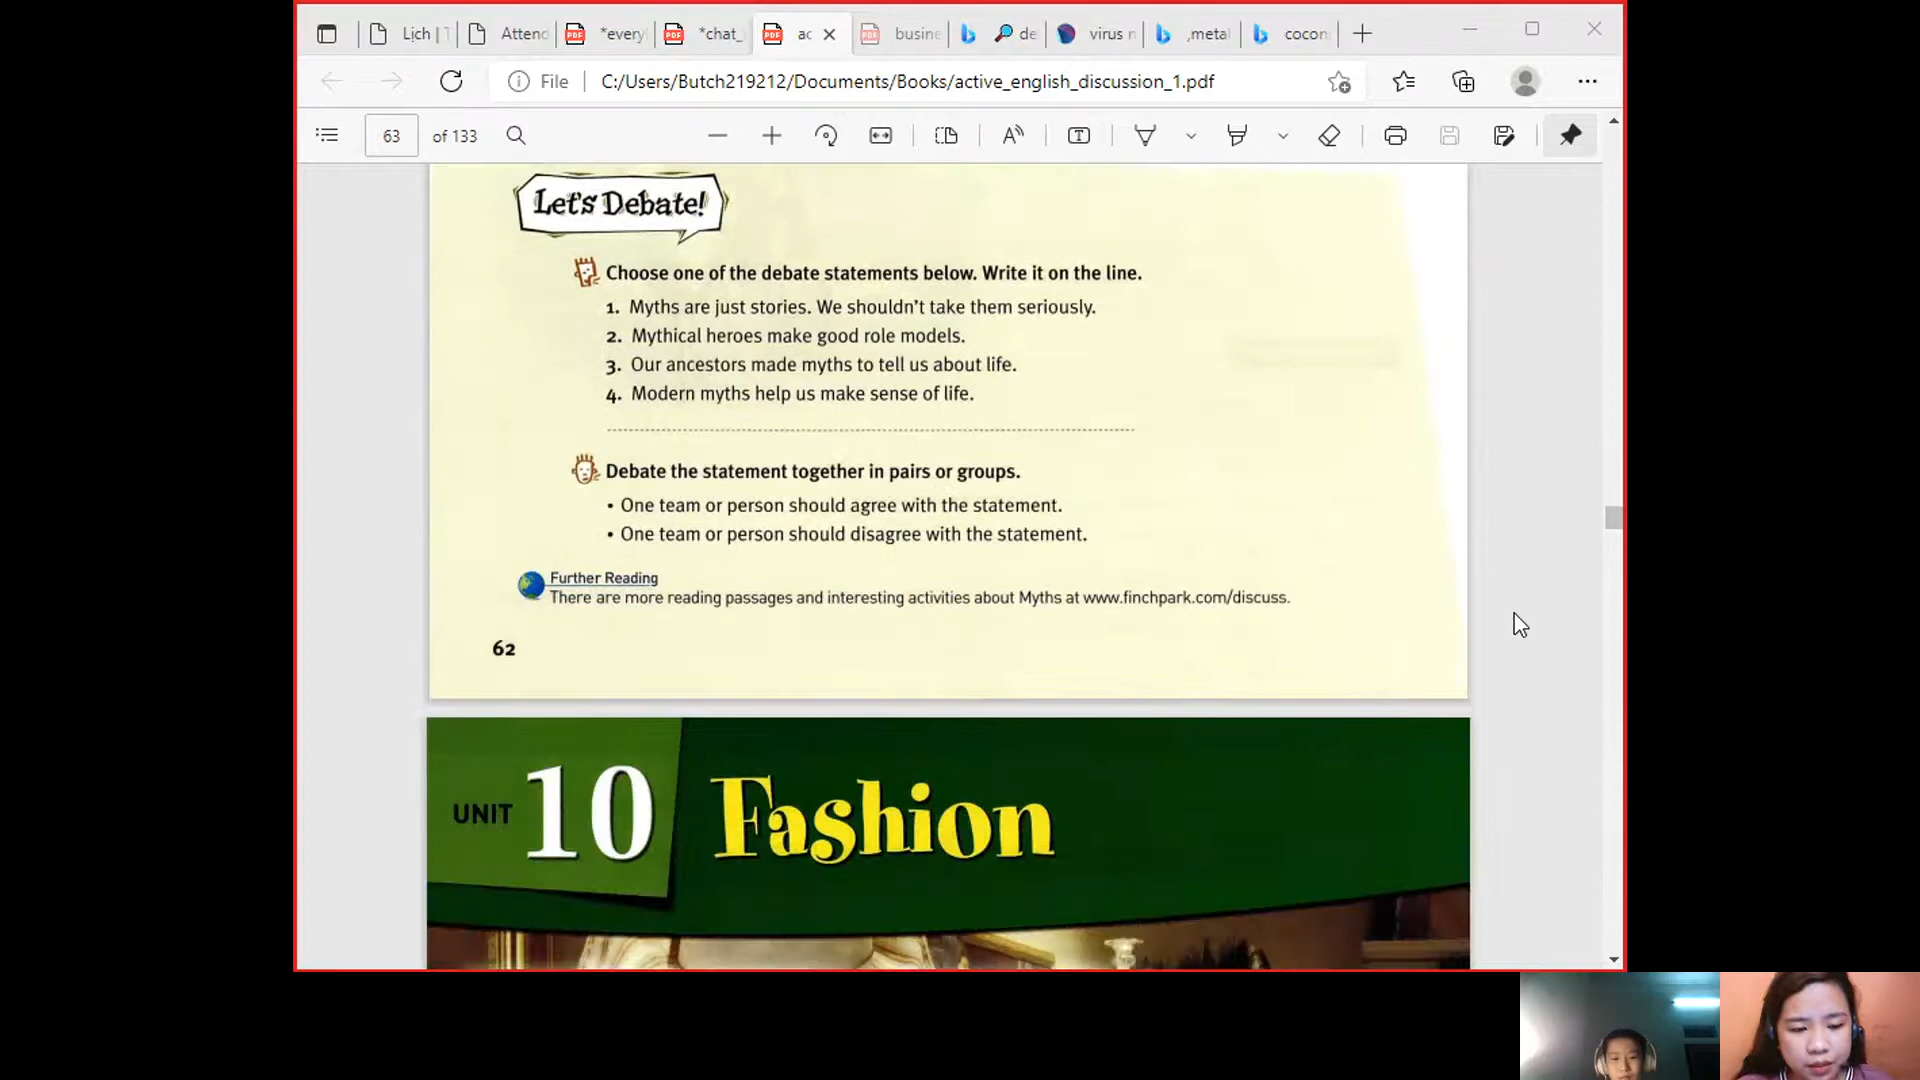 Lịch |
Attend
*every
*chat_
ac
busine
de
virus n
,metal
cocon
File
C:/Users/Butch219212/Documents/Books/active_english_discussion_1.pdf
63 of 133
Let's Debate!
Choose one of the debate statements below. Write it on the line.
1. Myths are just stories. We shouldn't take them seriously.
2. Mythical heroes make good role models.
3. Our ancestors made myths to tell us about life.
4. Modern myths help us make sense of life.
Debate the statement together in pairs or groups.
• One team or person should agree with the statement.
• One team or person should disagree with the statement.
Further Reading
There are more reading passages and interesting activities about Myths at www.finchpark.com/discuss.
62
UNIT 10 Fashion